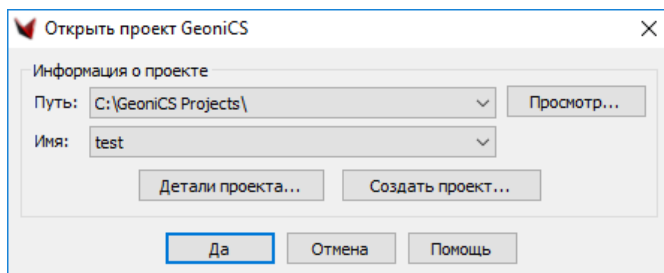 Открыть проект GeoniCS
Информация о проекте
Путь: C:\GeoniCS Projects\ Просмотр...
Имя: test
Детали проекта... Создать проект...
Да Отмена Помощь